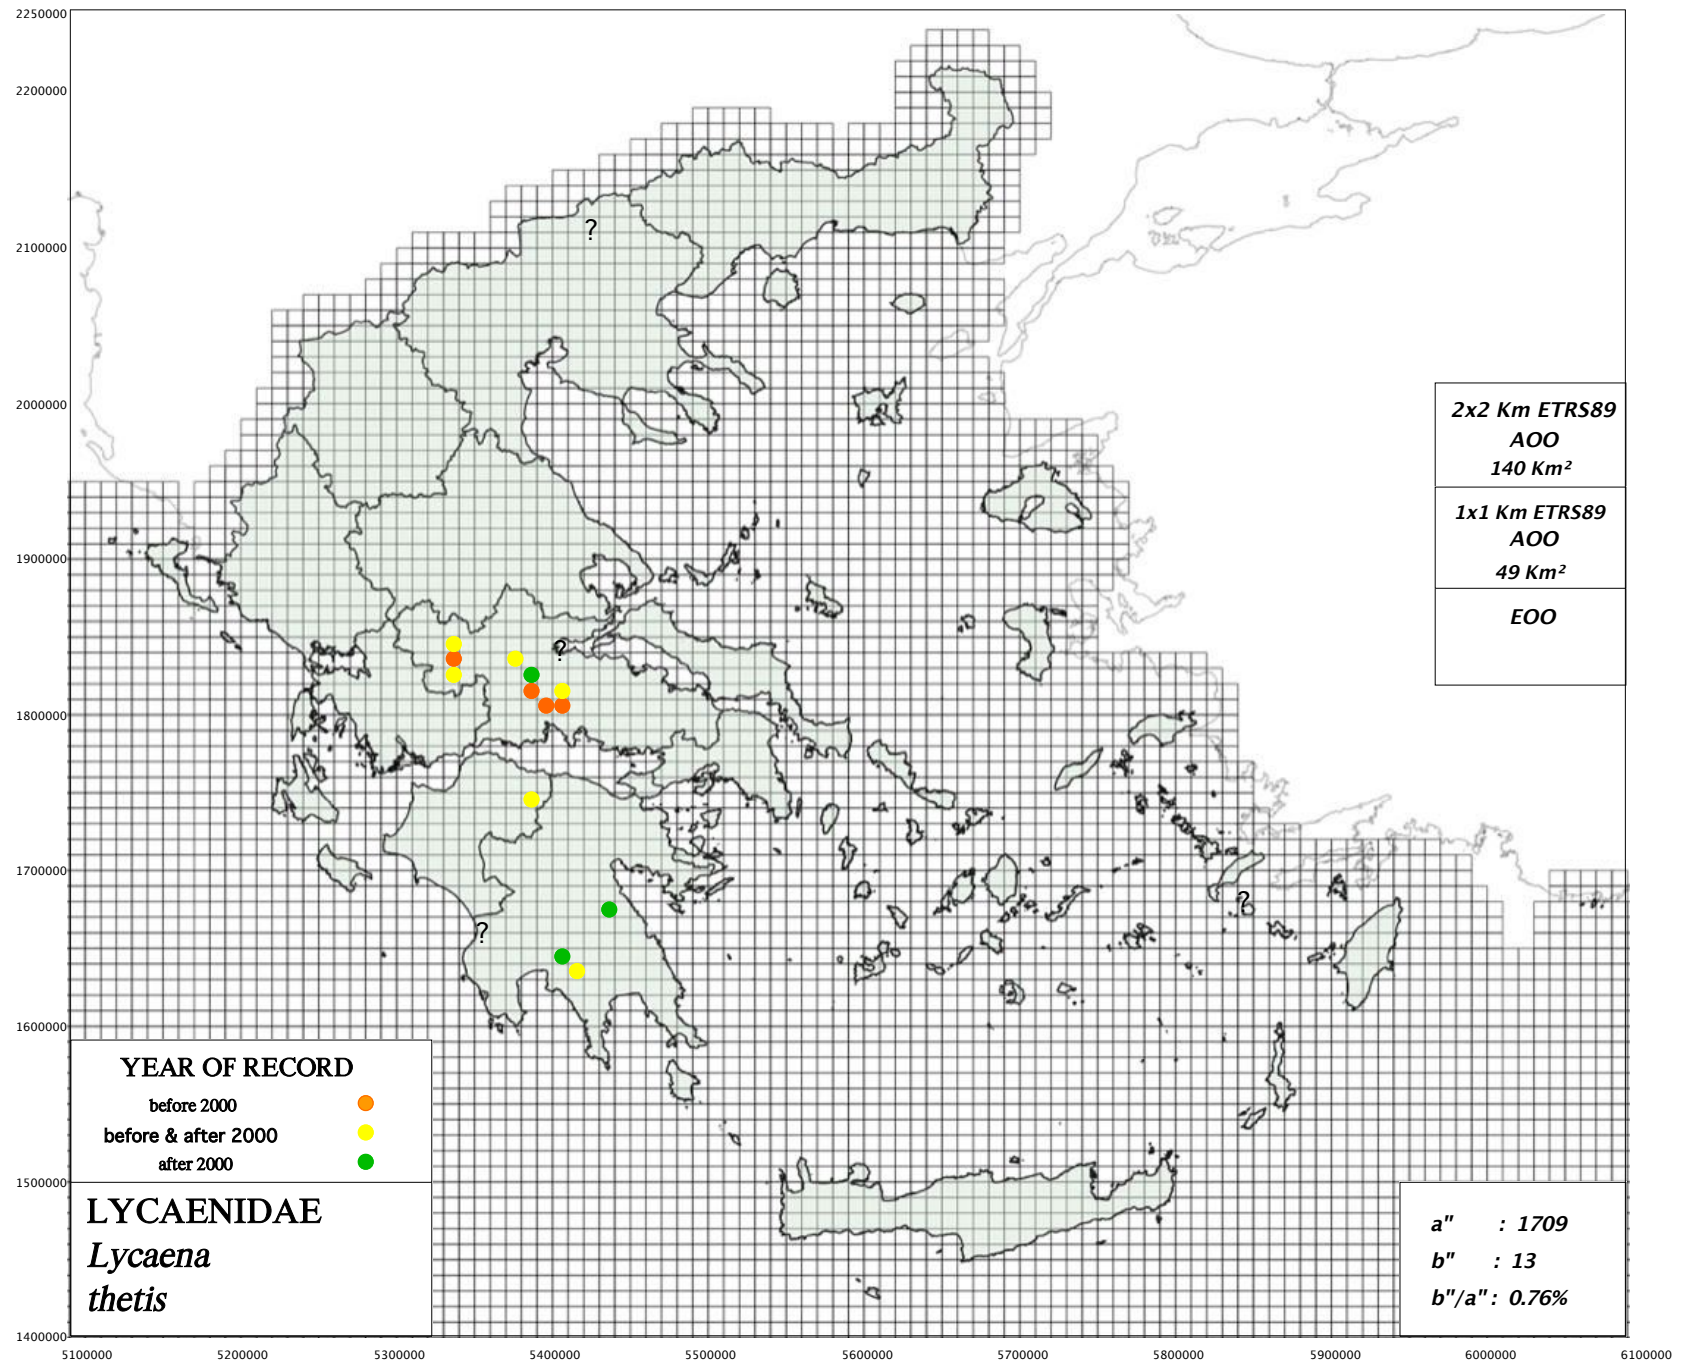 2250000
2200000
2100000
2000000
1900000
1800000
1700000
1600000
1500000
1400000
?
?
?
?
2x2 Km ETRS89
AOO
140 Km²
1x1 Km ETRS89
AOO
49 Km²
EOO
YEAR OF RECORD
before 2000
before & after 2000
after 2000
LYCAENIDAE
Lycaena
thetis
a" : 1709
b" : 13
b"/a" : 0.76%
5100000 5200000 5300000 5400000 5500000 5600000 5700000 5800000 5900000 6000000 6100000